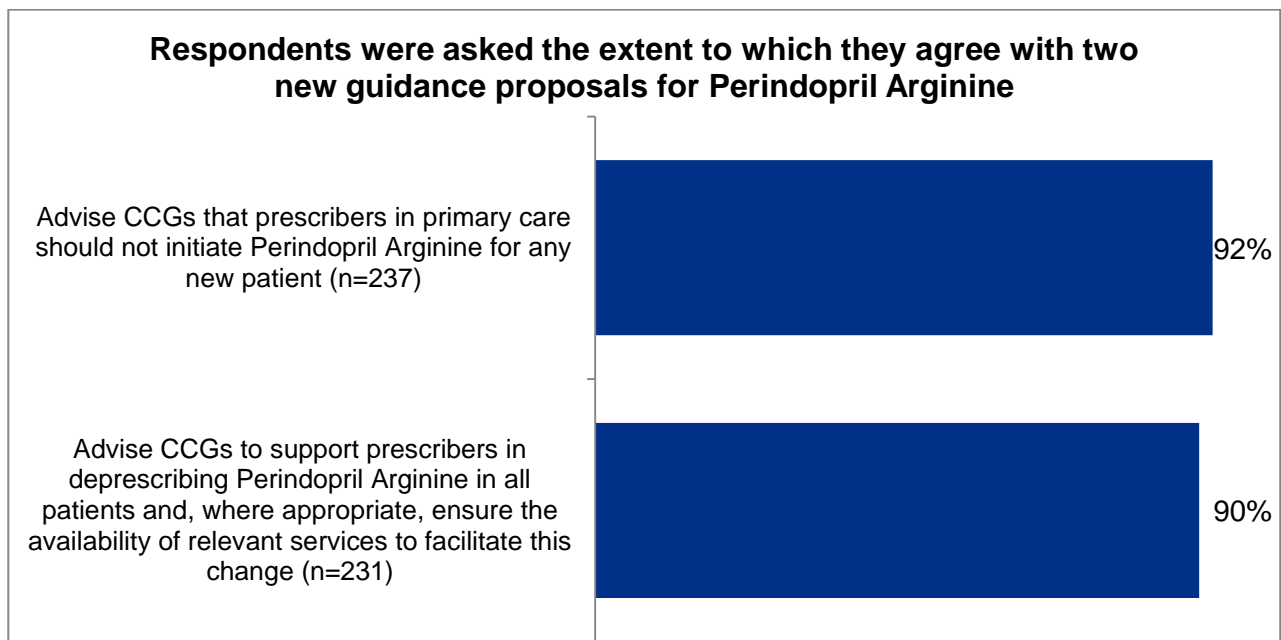 Respondents were asked the extent to which they agree with two
new guidance proposals for Perindopril Arginine
Advise CCGs that prescribers in primary care
should not initiate Perindopril Arginine for any
new patient (n=237)
92%
Advise CCGs to support prescribers in
deprescribing Perindopril Arginine in all
patients and, where appropriate, ensure the
availability of relevant services to facilitate this
change (n=231)
90%